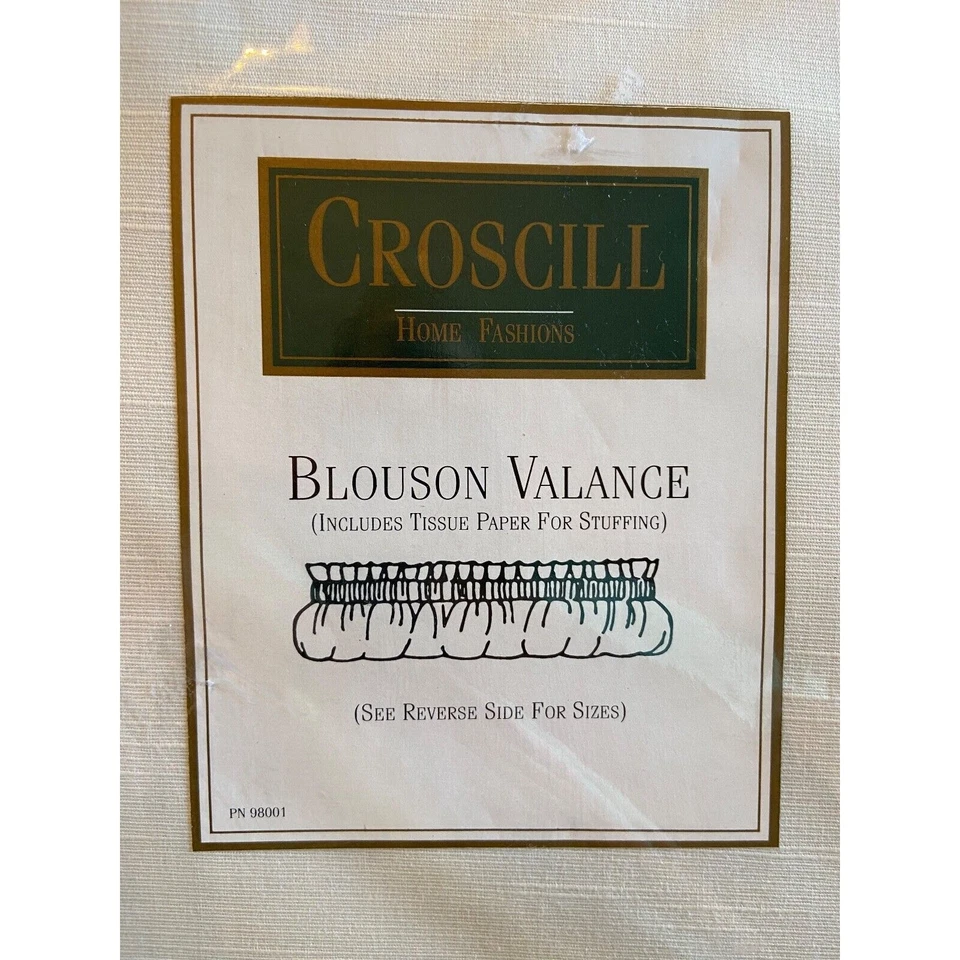 CROSCILL
HOME FASHIONS
BLOUSON VALANCE
(INCLUDES TISSUE PAPER FOR STUFFING)
(SEE REVERSE SIDE FOR SIZES)
PN 98001